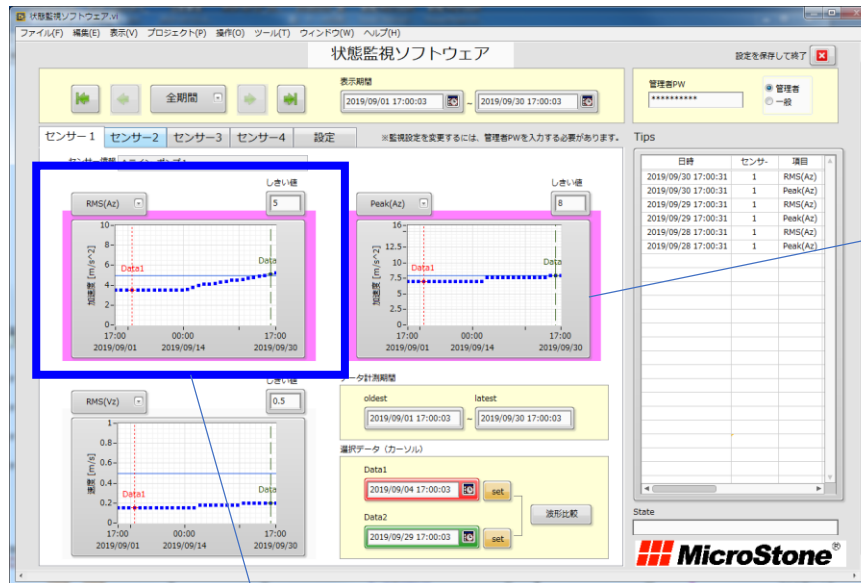 状態監視ソフトウェア.vi
ファイル(F) 編集(E) 表示(V) プロジェクト(P) 操作(O) ツール(T) ウィンドウ(W) ヘルプ(H)
状態監視ソフトウェア
設定を保存して終了
全期間
表示期間
2019/09/01 17:00:03 ~ 2019/09/30 17:00:03
管理者PW
**********
管理者
一般
センサー1 センサー2 センサー3 センサー4 設定
※監視設定を変更するには、管理者PWを入力する必要があります。
RMS(Az)
しきい値
5
10-
8-
6-
4-
2-
0-
加速度 [m/s^2]
Data1
Data
17:00 00:00 17:00
2019/09/01 2019/09/14 2019/09/30
Peak(Az)
しきい値
8
16-
12.5-
10-
7.5-
5-
2.5-
0-
加速度 [m/s^2]
Data1
Data
17:00 00:00 17:00
2019/09/01 2019/09/14 2019/09/30
RMS(Vz)
しきい値
0.5
1-
0.8-
0.6-
0.4-
0.2-
0-
速度 [m/s]
Data1
Data
17:00 00:00 17:00
2019/09/01 2019/09/14 2019/09/30
データ計測期間
oldest latest
2019/09/01 17:00:03 ~ 2019/09/30 17:00:03
選択データ（カーソル）
Data1
2019/09/04 17:00:03 set
波形比較
Data2
2019/09/29 17:00:03 set
Tips
日時 センサ- 項目
2019/09/30 17:00:31 1 RMS(Az)
2019/09/30 17:00:31 1 Peak(Az)
2019/09/29 17:00:31 1 RMS(Az)
2019/09/29 17:00:31 1 Peak(Az)
2019/09/28 17:00:31 1 RMS(Az)
2019/09/28 17:00:31 1 Peak(Az)
State
MicroStone®